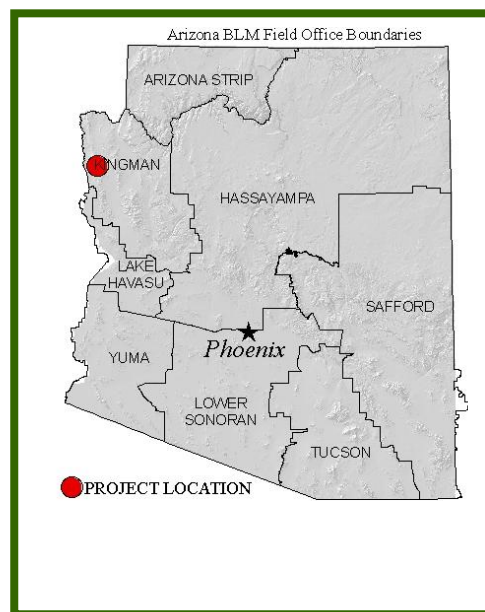 Arizona BLM Field Office Boundaries
ARIZONA STRIP
KINGMAN
HASSAYAMPA
LAKE
HAVASU
SAFFORD
Phoenix
YUMA
LOWER
SONORAN
TUCSON
PROJECT LOCATION